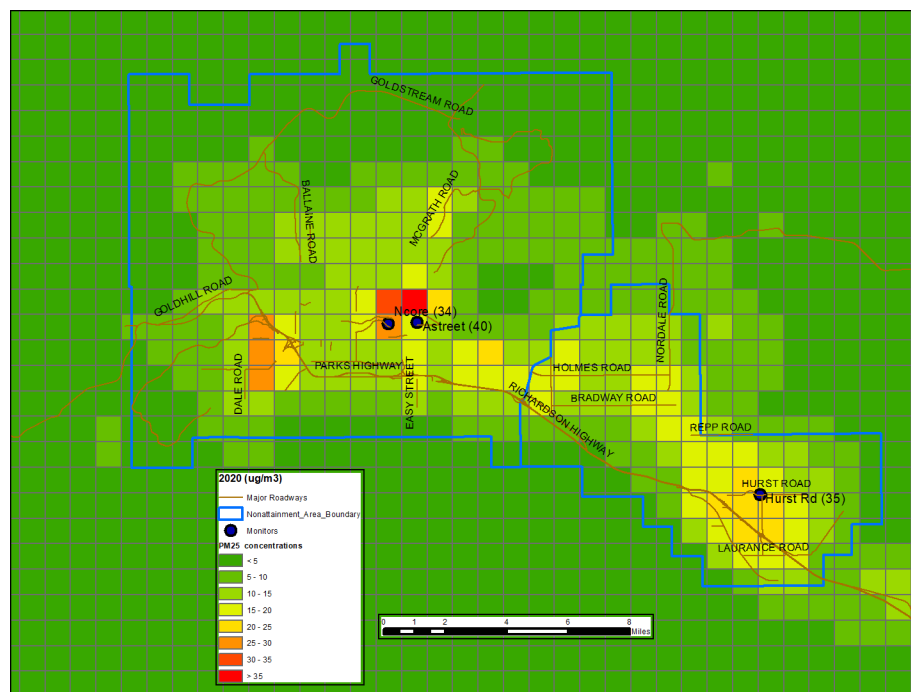 GOLDSTREAM ROAD
BALLAINE ROAD
MCGRATH ROAD
GOLDHILL ROAD
NORDALE ROAD
Ncore (34)
Astreet (40)
DALE ROAD
PARKS HIGHWAY
EASY STREET
HOLMES ROAD
RICHARDSON HIGHWAY
BRADWAY ROAD
REPP ROAD
HURST ROAD
Hurst Rd (35)
LAURANCE ROAD
2020 (ug/m3)
Major Roadways
Nonattainment_Area_Boundary
Monitors
PM25 concentrations
< 5
5 - 10
10 - 15
15 - 20
20 - 25
25 - 30
30 - 35
> 35
0 1 2 4 6 8
Miles